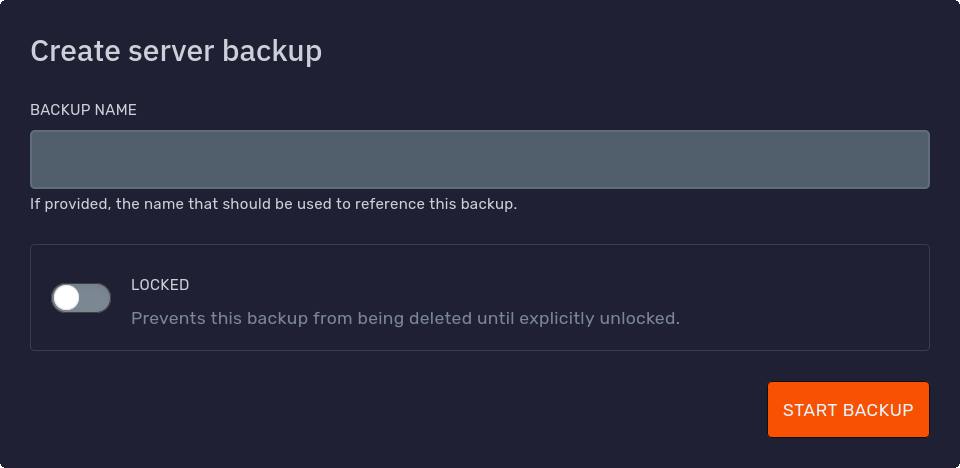 Create server backup
BACKUP NAME
If provided, the name that should be used to reference this backup.
LOCKED
Prevents this backup from being deleted until explicitly unlocked.
START BACKUP